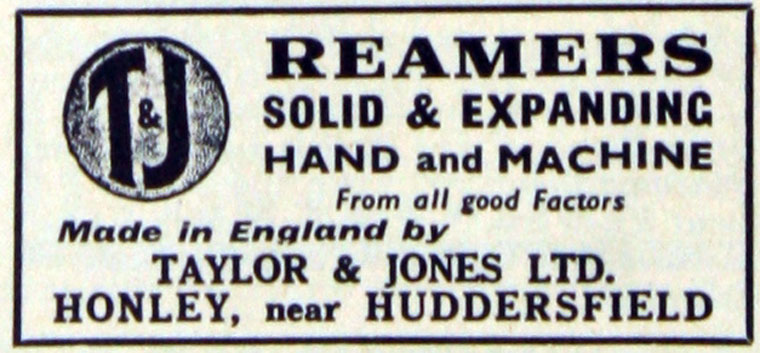 T&J
REAMERS
SOLID & EXPANDING
HAND and MACHINE
From all good Factors
Made in England by
TAYLOR & JONES LTD.
HONLEY, near HUDDERSFIELD